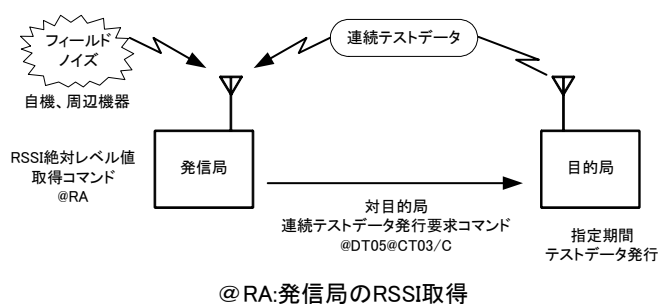 フィールド
ノイズ
連続テストデータ
自機、周辺機器
RSSI絶対レベル値
取得コマンド
@RA
発信局
目的局
対目的局
連続テストデータ発行要求コマンド
@DT05@CT03/C
指定期間
テストデータ発行
@RA:発信局のRSSI取得